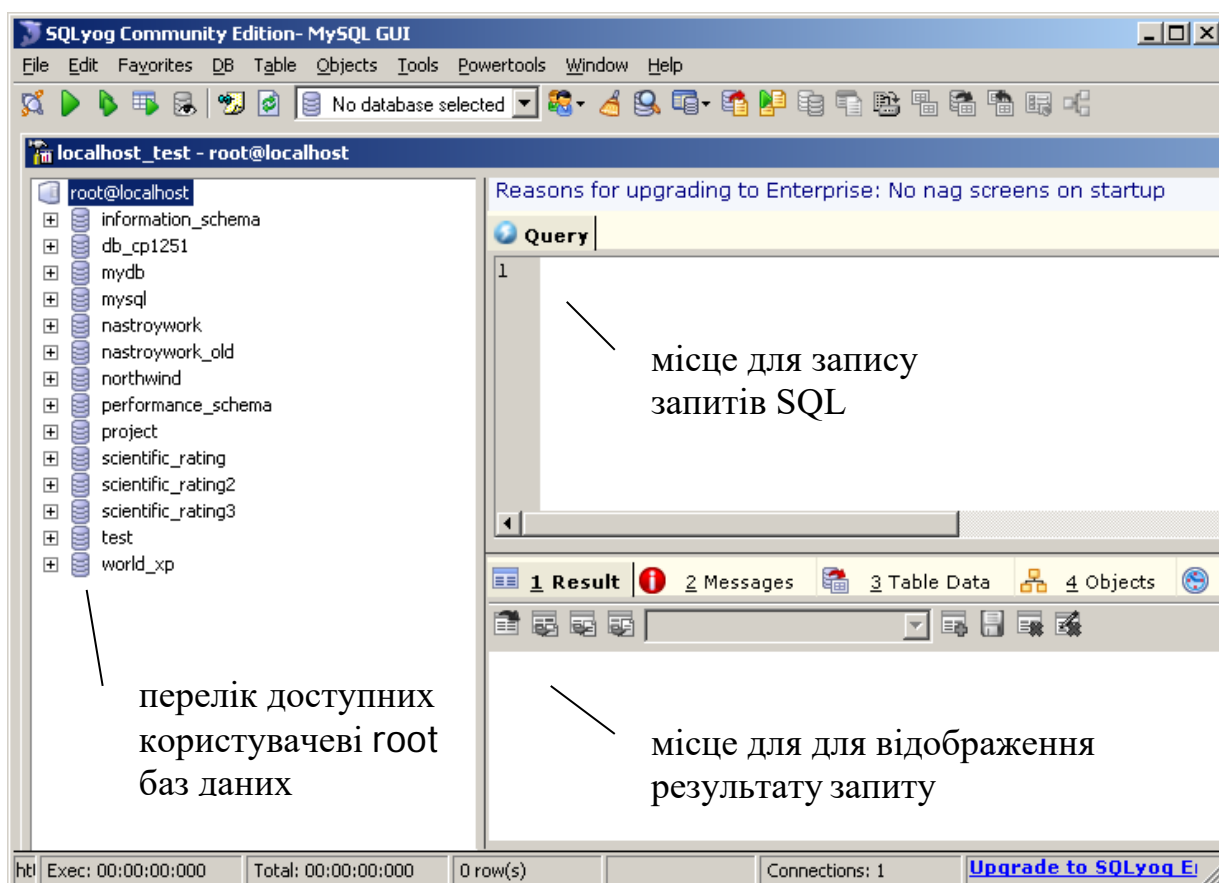 SQLyog Community Edition- MySQL GUI
File Edit Favorites DB Table Objects Tools Powertools Window Help
No database selected
localhost_test - root@localhost
root@localhost
information_schema
db_cp1251
mydb
mysql
nastroywork
nastroywork_old
northwind
performance_schema
project
scientific_rating
scientific_rating2
scientific_rating3
test
world_xp
перелік доступних
користувачеві root
баз даних
Reasons for upgrading to Enterprise: No nag screens on startup
Query
1
місце для запису
запитів SQL
1 Result 2 Messages 3 Table Data 4 Objects
місце для для відображення
результату запиту
Exec: 00:00:00:000 Total: 00:00:00:000 0 row(s) Connections: 1 Upgrade to SQLyog